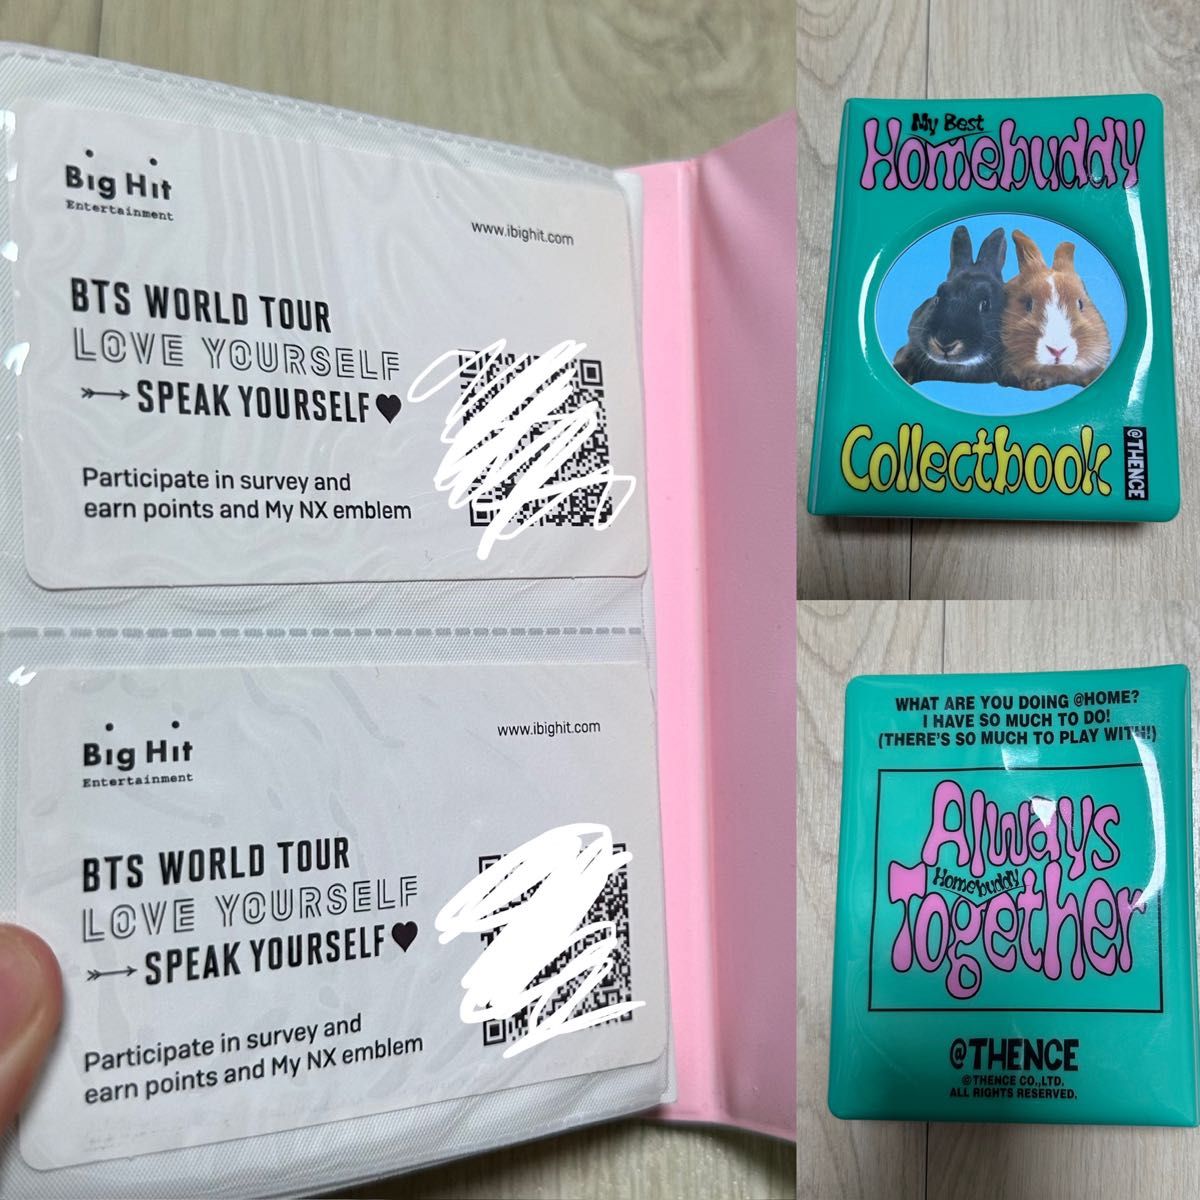 Big Hit
Entertainment
www.ibighit.com
BTS WORLD TOUR
LOVE YOURSELF
SPEAK YOURSELF♥
Participate in survey and
earn points and My NX emblem
Big Hit
Entertainment
www.ibighit.com
BTS WORLD TOUR
LOVE YOURSELF
SPEAK YOURSELF♥
Participate in survey and
earn points and My NX emblem
My Best
Homebuddy
Collectbook
@THENCE
WHAT ARE YOU DOING @HOME?
I HAVE SO MUCH TO DO!
(THERE'S SO MUCH TO PLAY WITH!)
Always
Homebuddy
Together
@THENCE
@THENCE CO.,LTD.
ALL RIGHTS RESERVED.